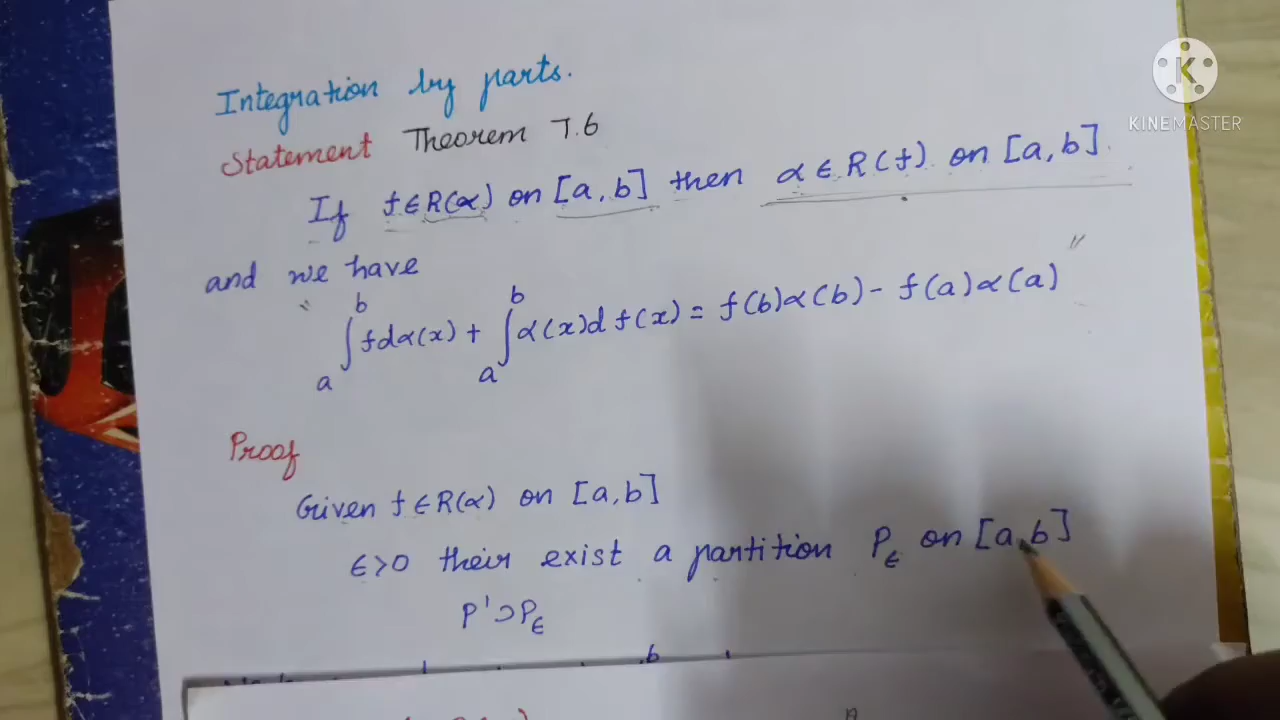 Integration by parts.
Statement Theorem 7.6
If f ∈ R(α) on [a, b] then α ∈ R(f) on [a, b].
and we have
" ∫_a^b f dα(x) + ∫_a^b α(x) d f(x) = f(b)α(b) - f(a)α(a) "
Proof
Given f ∈ R(α) on [a, b]
ϵ>0 their exist a partition P_ϵ on [a, b]
P' ⊃ P_ϵ
KINEMASTER